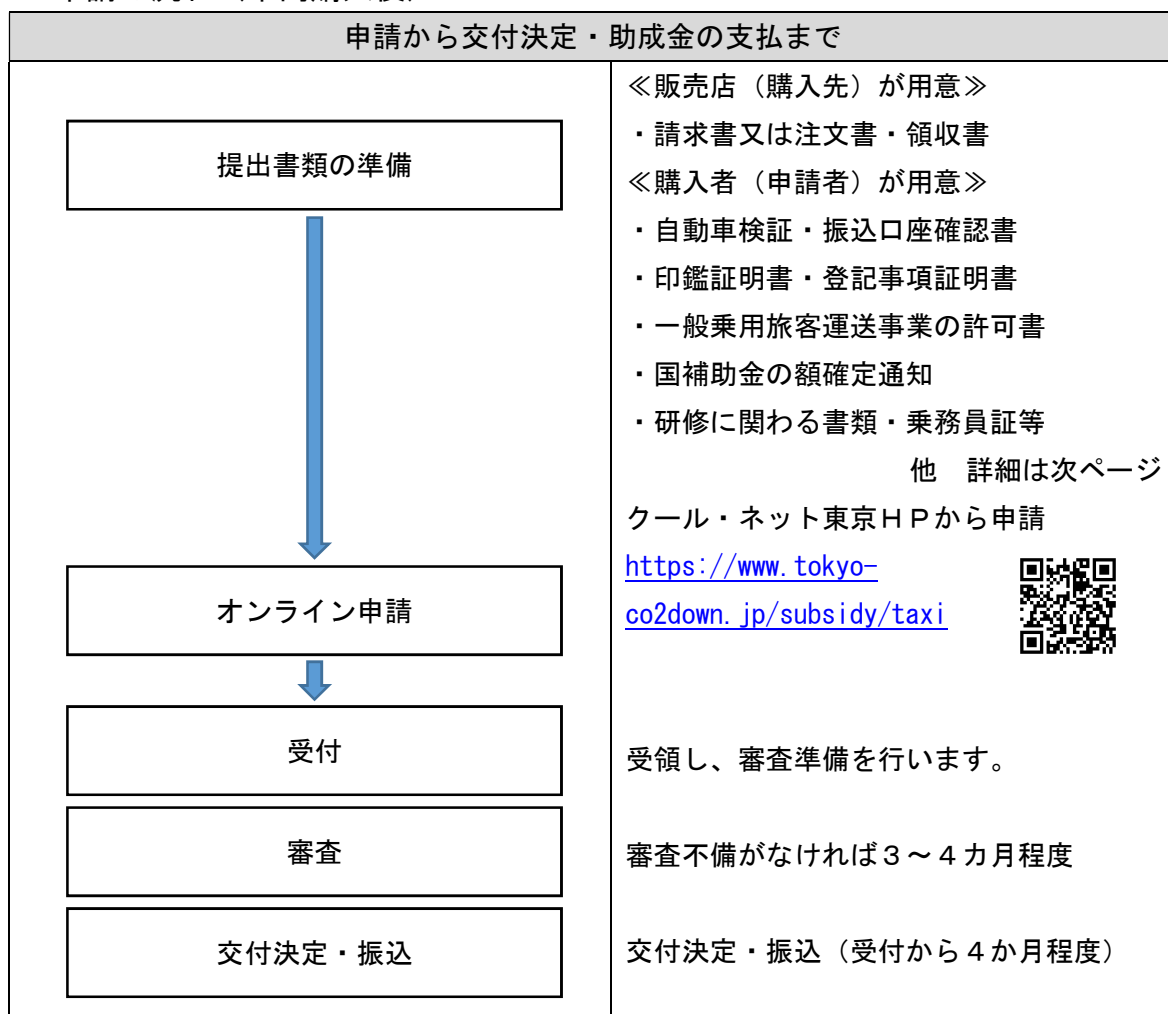 申請から交付決定・助成金の支払まで
提出書類の準備
≪販売店（購入先）が用意≫
・請求書又は注文書・領収書
≪購入者（申請者）が用意≫
・自動車検証・振込口座確認書
・印鑑証明書・登記事項証明書
・一般乗用旅客運送事業の許可書
・国補助金の額確定通知
・研修に関わる書類・乗務員証等
他　詳細は次ページ
オンライン申請
クール・ネット東京ＨＰから申請
https://www.tokyo-
co2down.jp/subsidy/taxi
受付
受領し、審査準備を行います。
審査
審査不備がなければ３～４カ月程度
交付決定・振込
交付決定・振込（受付から４か月程度）